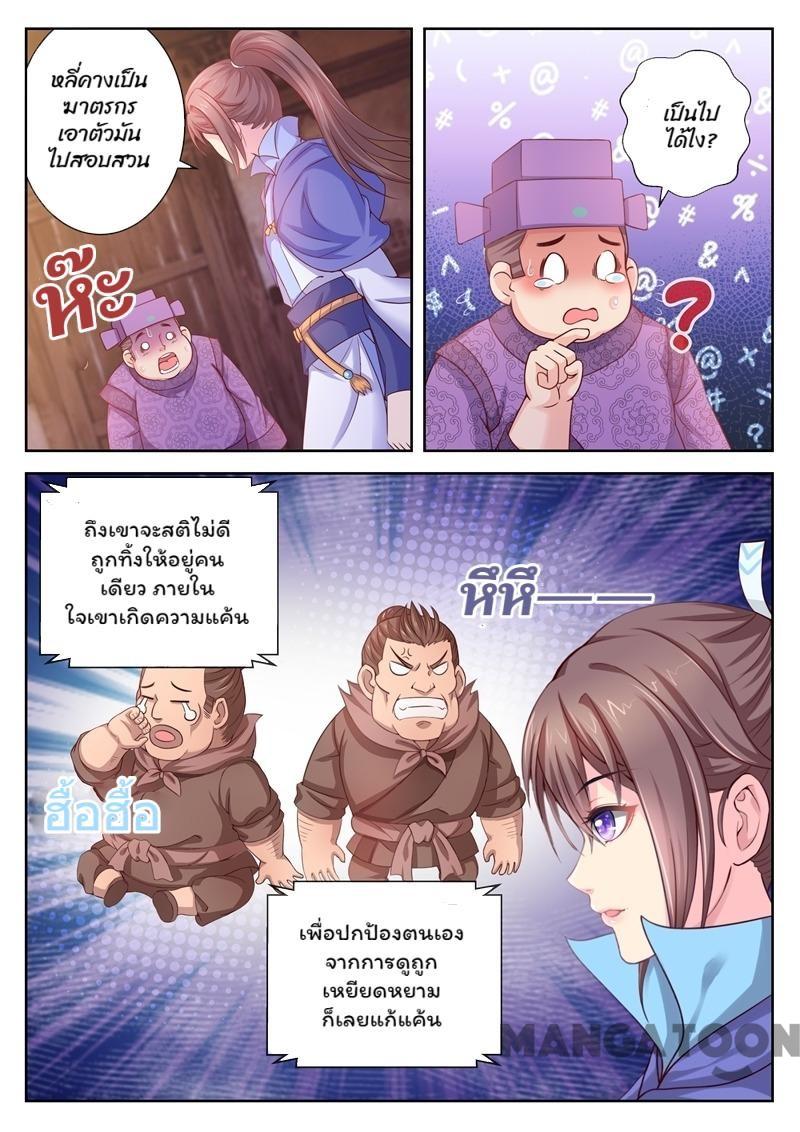 หลี่คางเป็น
ฆาตรกร
เอาตัวมัน
ไปสอบสวน
ห๊ะ
เป็นไป
ได้ไง?
?
ถึงเขาจะสติไม่ดี
ถูกทิ้งให้อยู่คน
เดียว ภายใน
ใจเขาเกิดความแค้น
หึหึ——
ฮื้อฮื้อ
เพื่อปกป้องตนเอง
จากการดูถูก
เหยียดหยาม
ก็เลยแก้แค้น
MANGATOON